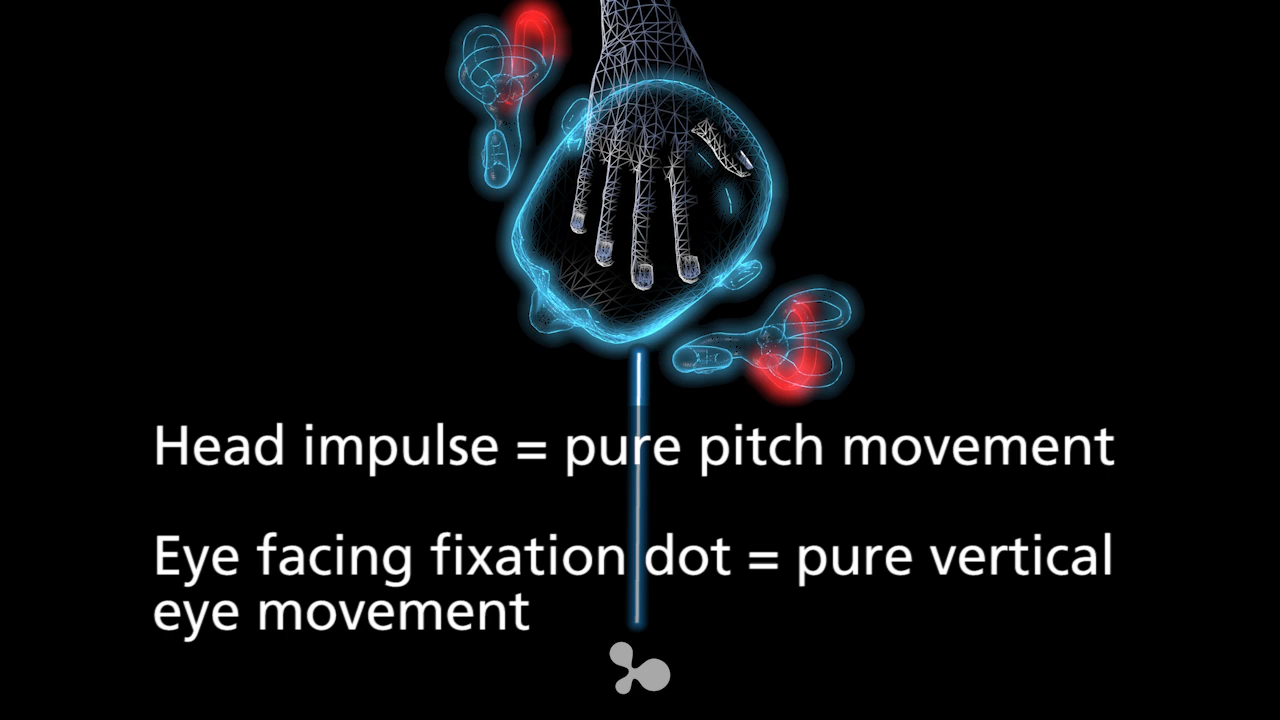 Head impulse = pure pitch movement
Eye facing fixation dot = pure vertical
eye movement